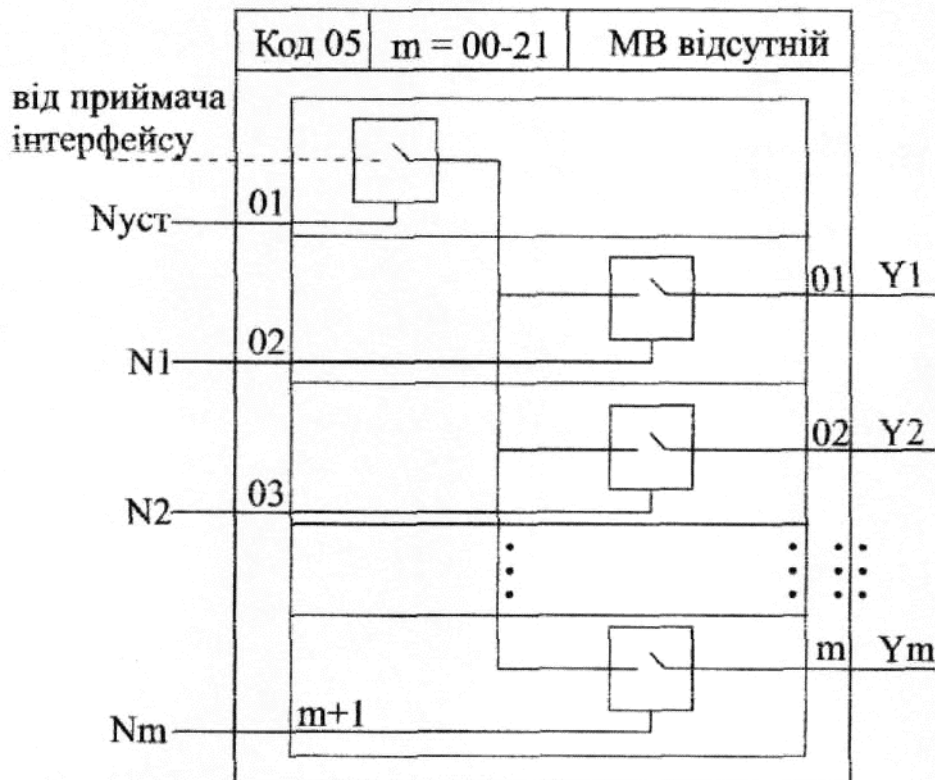 Код 05 m = 00-21 МВ відсутній
від приймача
інтерфейсу
01
Nуст
01 Y1
02
N1
02 Y2
03
N2
m Ym
m+1
Nm